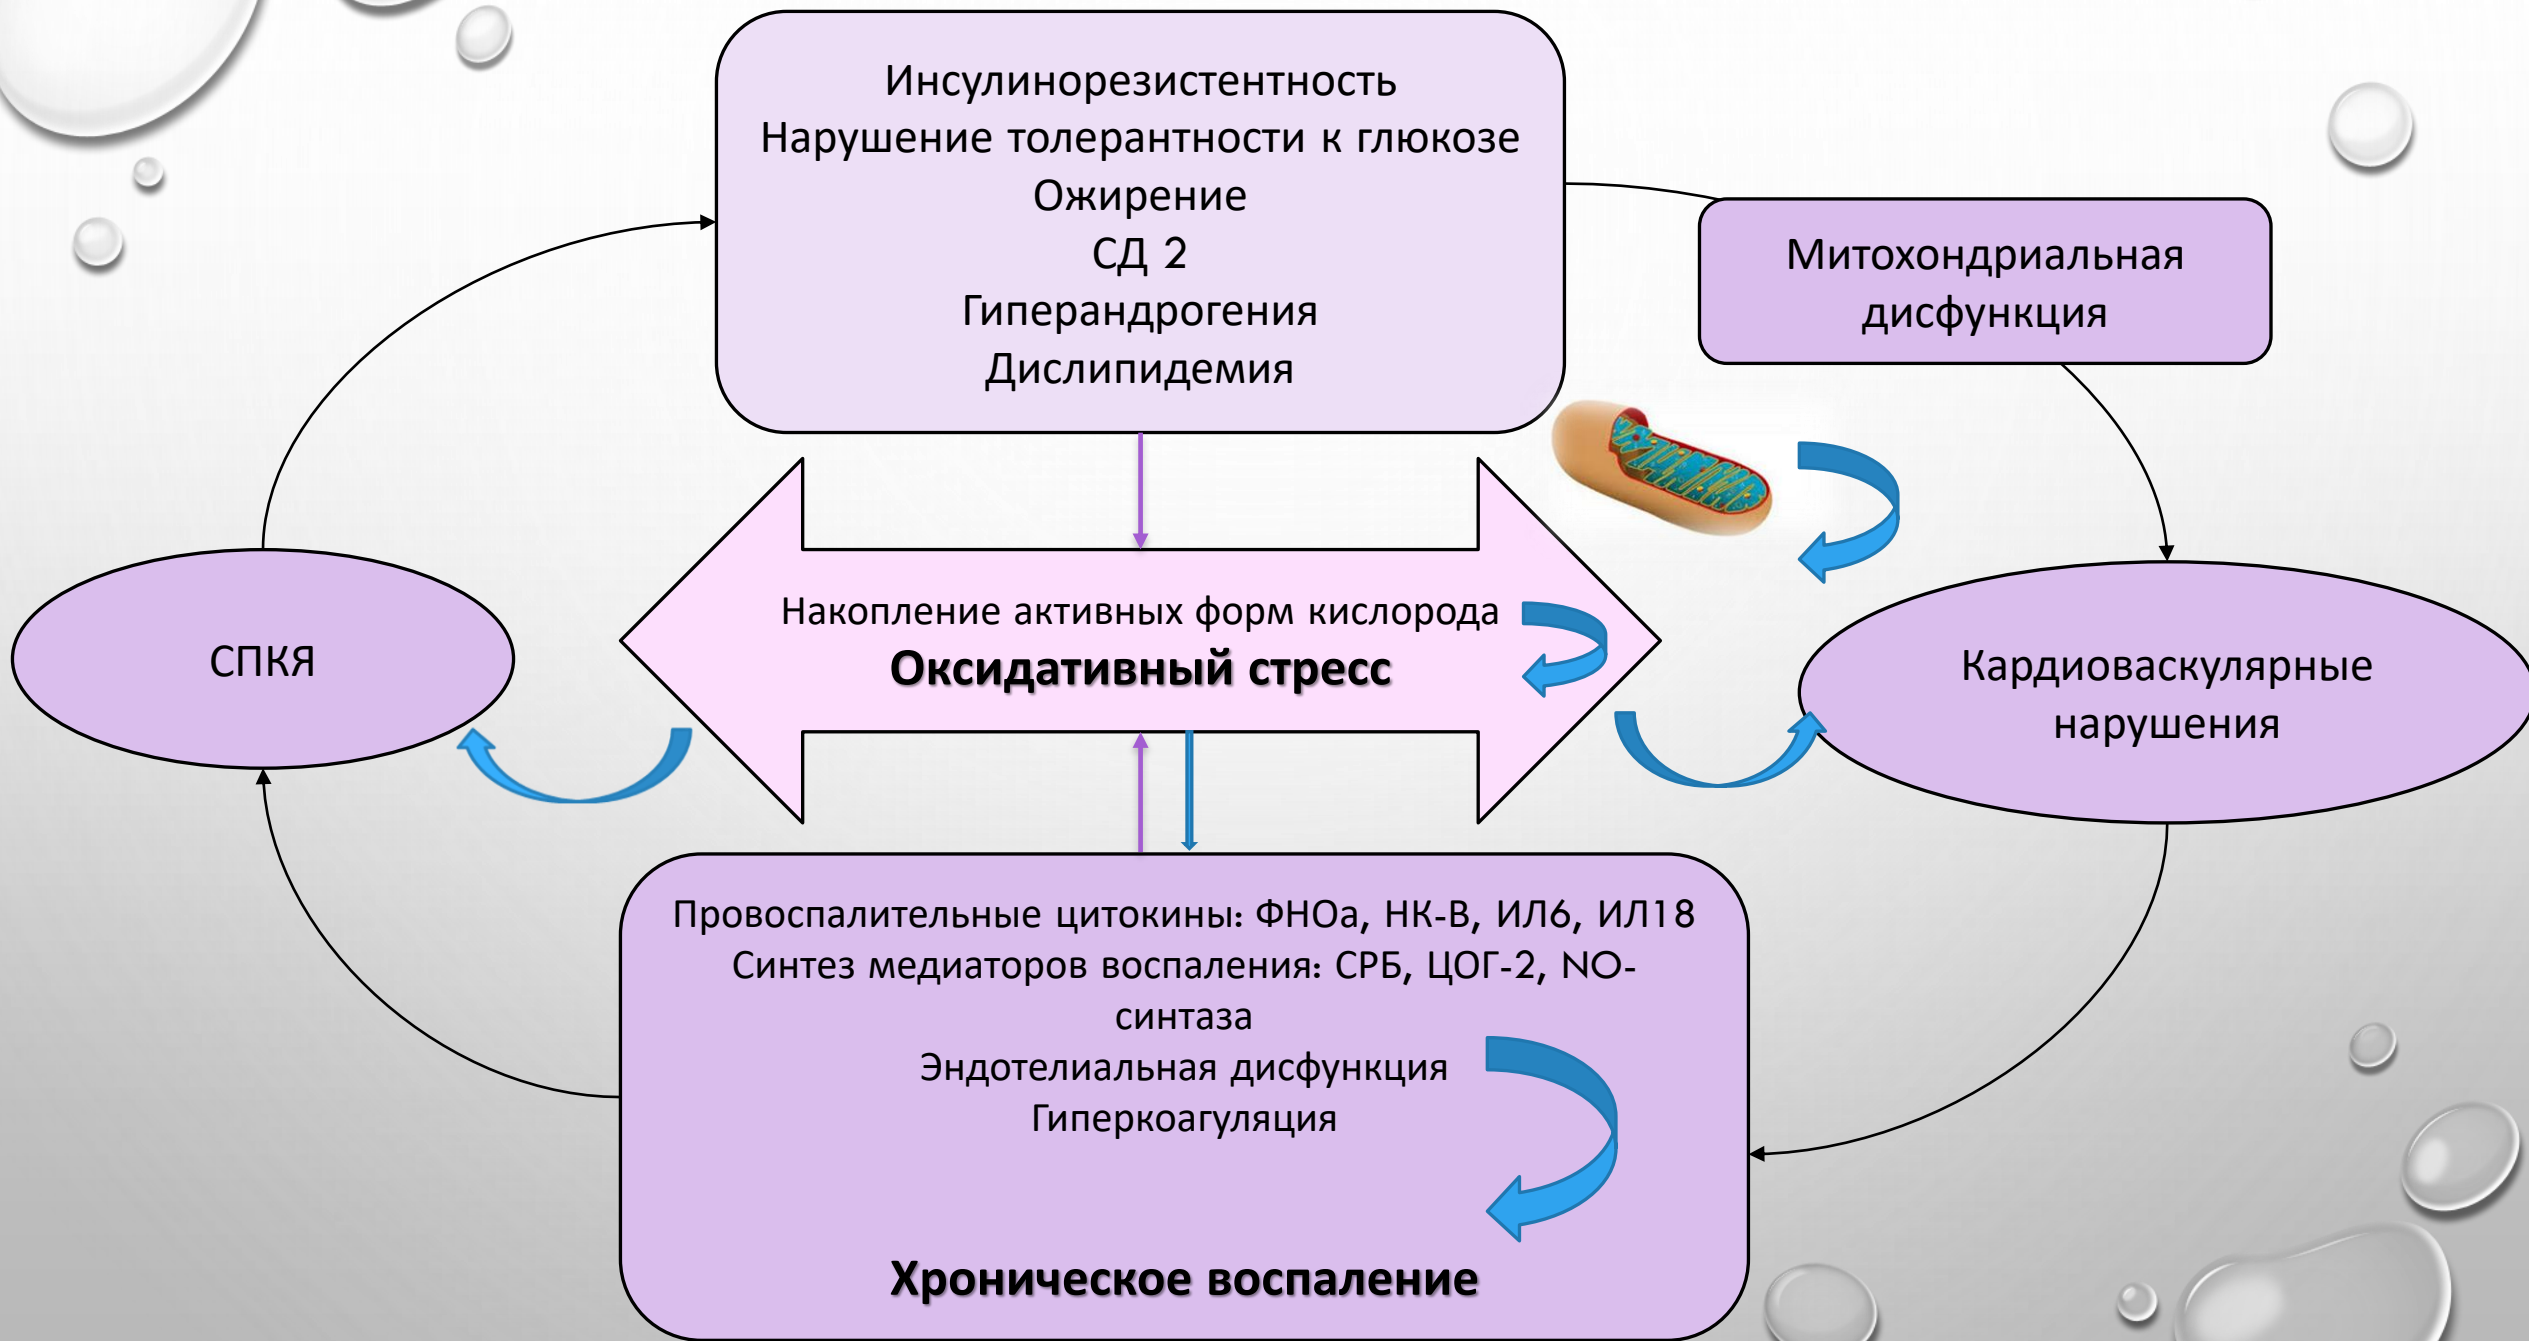 Инсулинорезистентность
Нарушение толерантности к глюкозе
Ожирение
СД 2
Гиперандрогения
Дислипидемия
Митохондриальная
дисфункция
Накопление активных форм кислорода
Оксидативный стресс
СПКЯ
Кардиоваскулярные
нарушения
Провоспалительные цитокины: ФНОа, НК-В, ИЛ6, ИЛ18
Синтез медиаторов воспаления: СРБ, ЦОГ-2, NO-
синтаза
Эндотелиальная дисфункция
Гиперкоагуляция
Хроническое воспаление